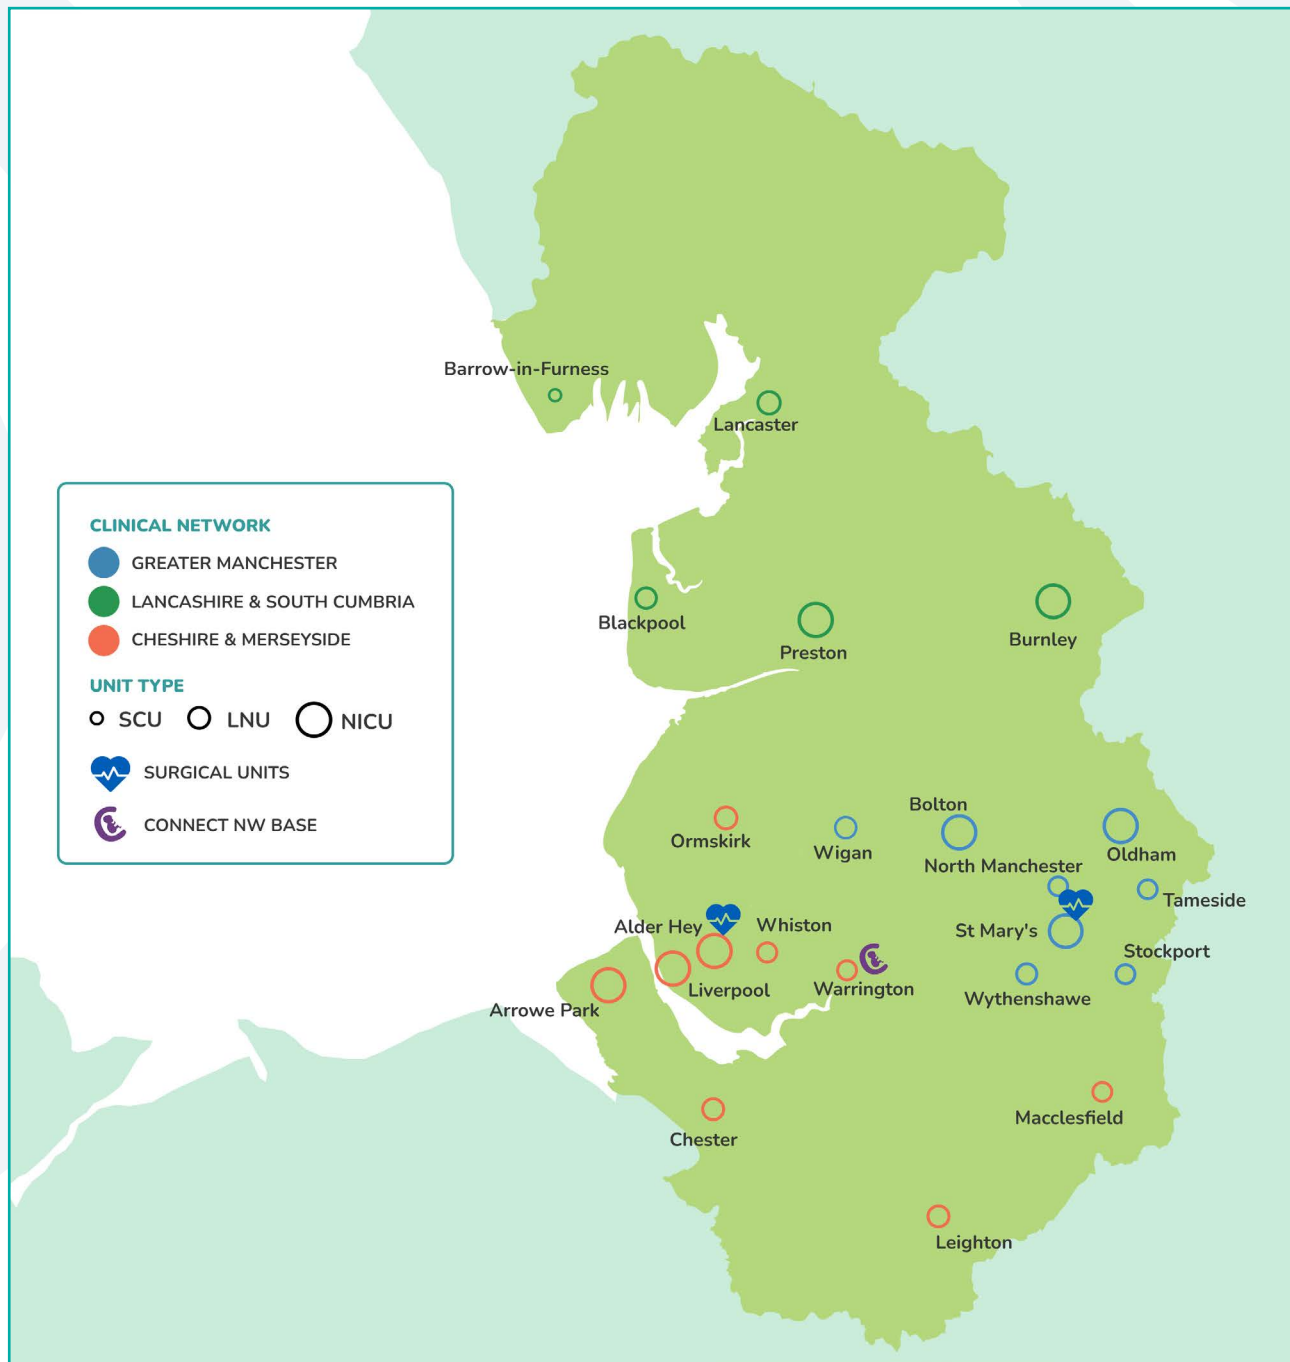 Barrow-in-Furness
Lancaster
CLINICAL NETWORK
GREATER MANCHESTER
LANCASHIRE & SOUTH CUMBRIA
CHESHIRE & MERSEYSIDE
UNIT TYPE
SCU LNU NICU
SURGICAL UNITS
CONNECT NW BASE
Blackpool
Preston
Burnley
Ormskirk
Wigan
Bolton
Oldham
North Manchester
Tameside
Alder Hey
Whiston
St Mary's
Stockport
Liverpool
Warrington
Wythenshawe
Arrowe Park
Chester
Macclesfield
Leighton